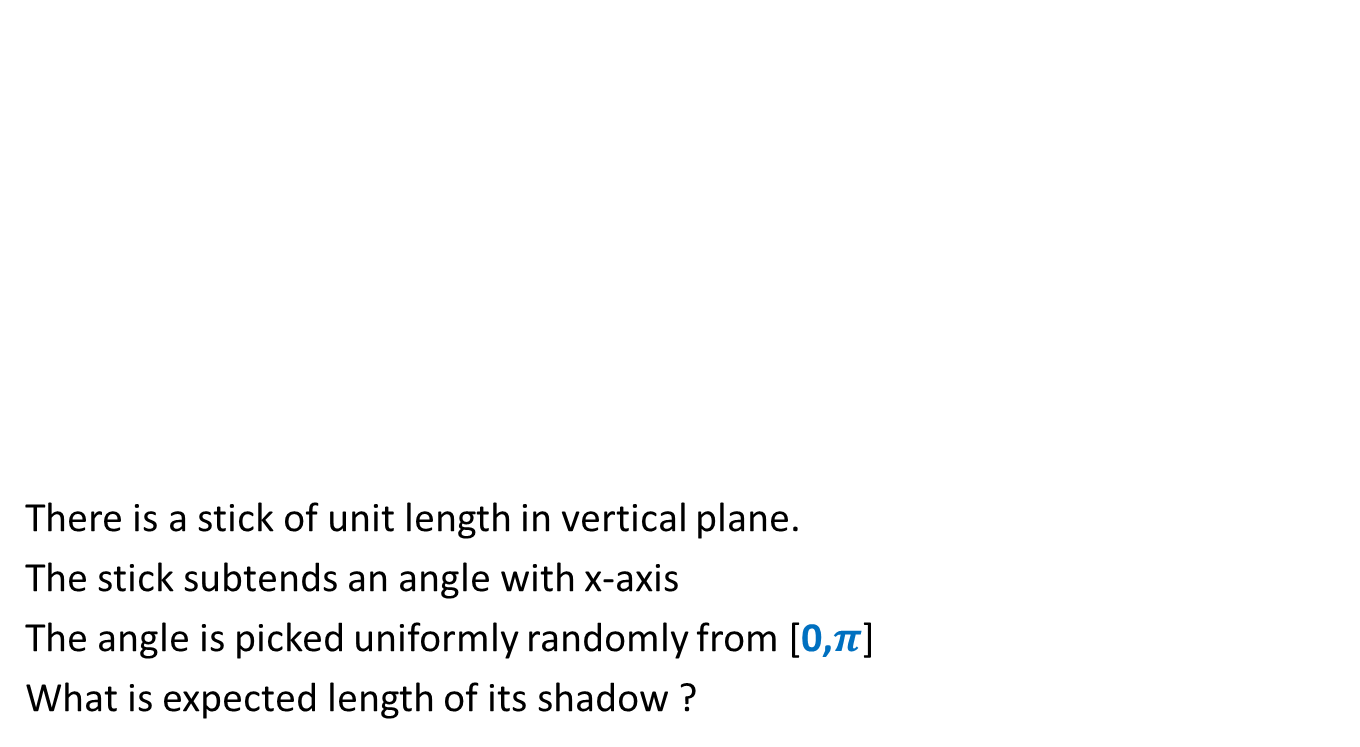 There is a stick of unit length in vertical plane.
The stick subtends an angle with x-axis
The angle is picked uniformly randomly from [0,𝝅]
What is expected length of its shadow ?